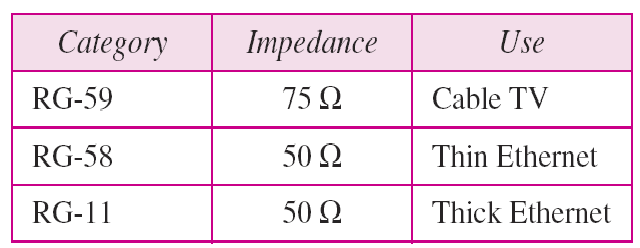 Category Impedance Use
RG-59 75 Ω Cable TV
RG-58 50 Ω Thin Ethernet
RG-11 50 Ω Thick Ethernet